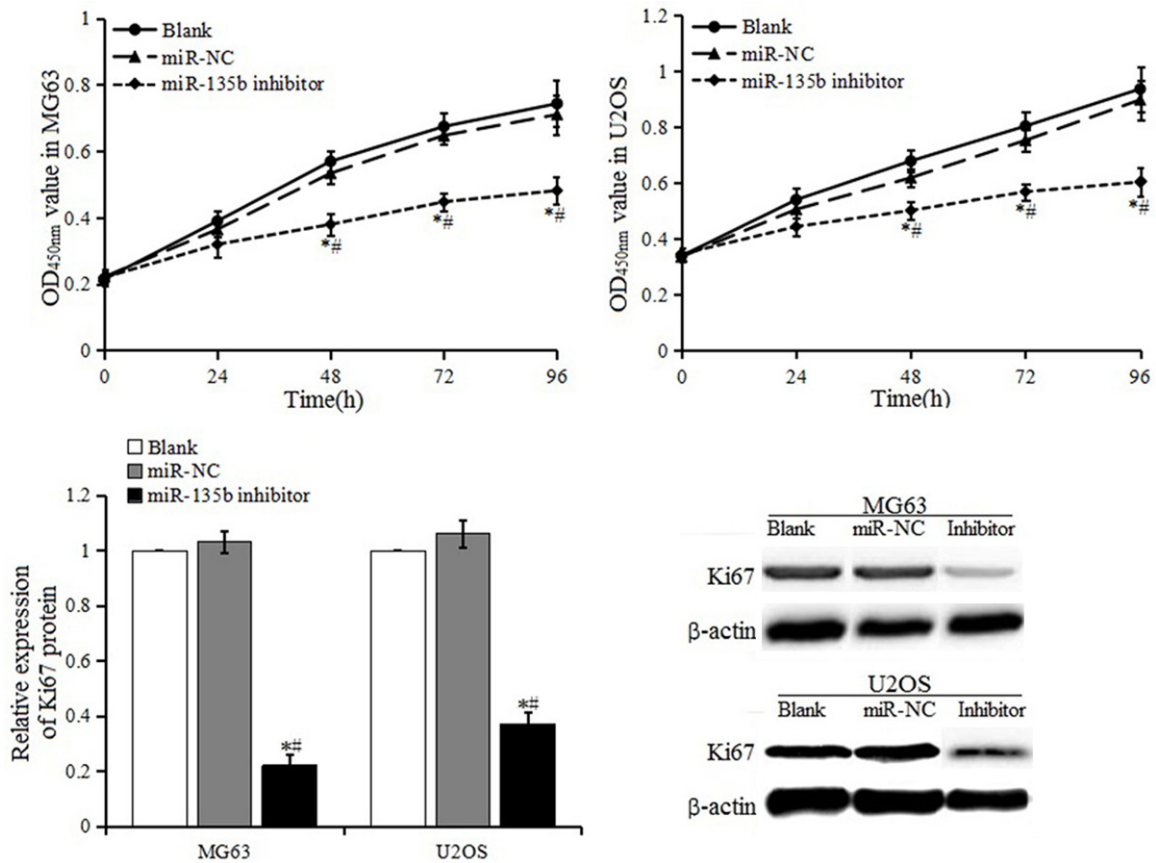 Blank
miR-NC
miR-135b inhibitor
OD450nm value in MG63
1
0.8
0.6
0.4
0.2
0
*#
*#
*#
0 24 48 72 96
Time(h)
Blank
miR-NC
miR-135b inhibitor
OD450nm value in U2OS
1.2
1
0.8
0.6
0.4
0.2
0
*#
*#
*#
0 24 48 72 96
Time(h)
Blank
miR-NC
miR-135b inhibitor
Relative expression
of Ki67 protein
1.2
1
0.8
0.6
0.4
0.2
0
*#
*#
MG63 U2OS
MG63
Blank miR-NC Inhibitor
Ki67
β-actin
U2OS
Blank miR-NC Inhibitor
Ki67
β-actin